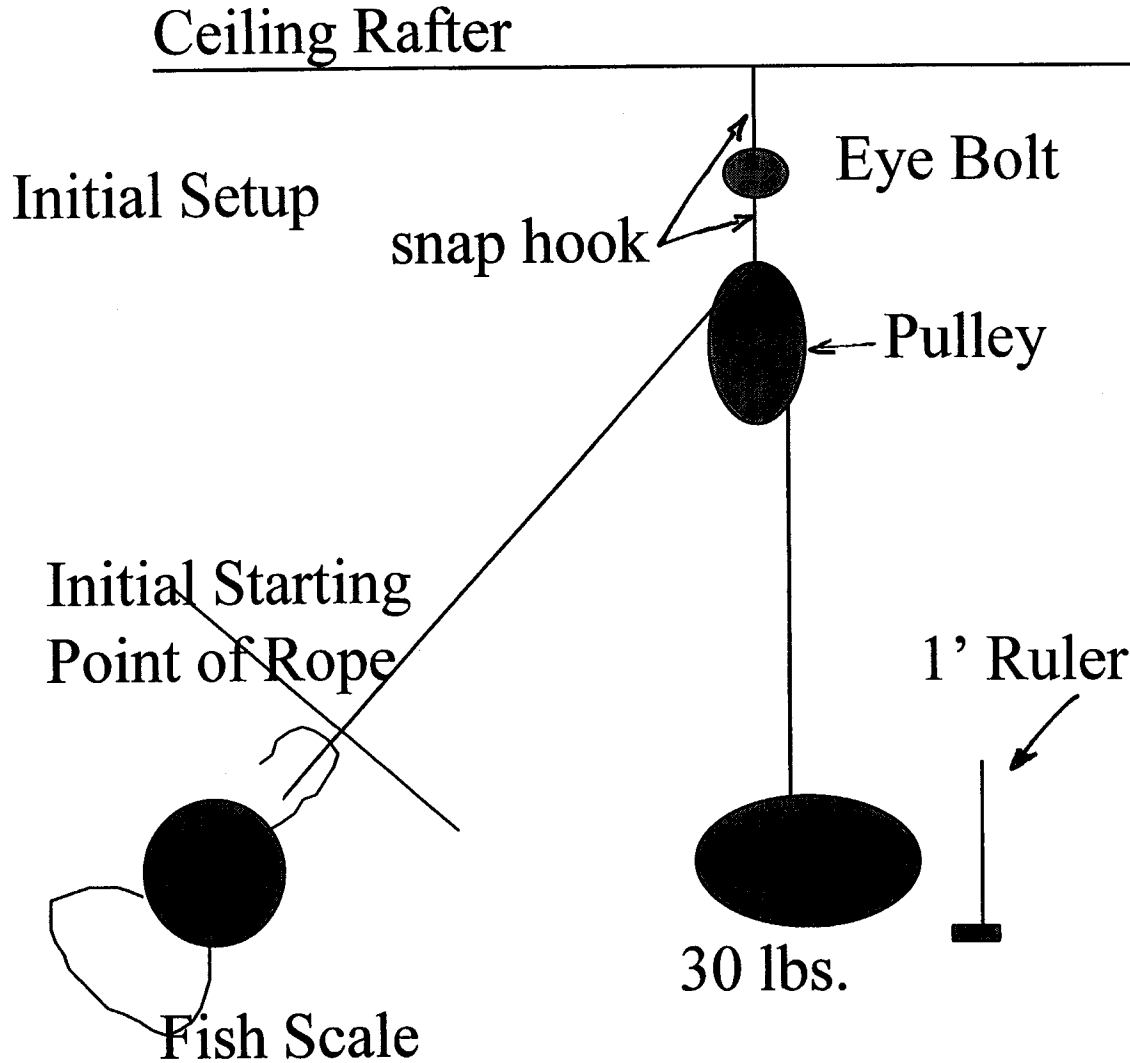 Ceiling Rafter
Eye Bolt
Initial Setup
snap hook
Pulley
Initial Starting
Point of Rope
1’ Ruler
30 lbs.
Fish Scale